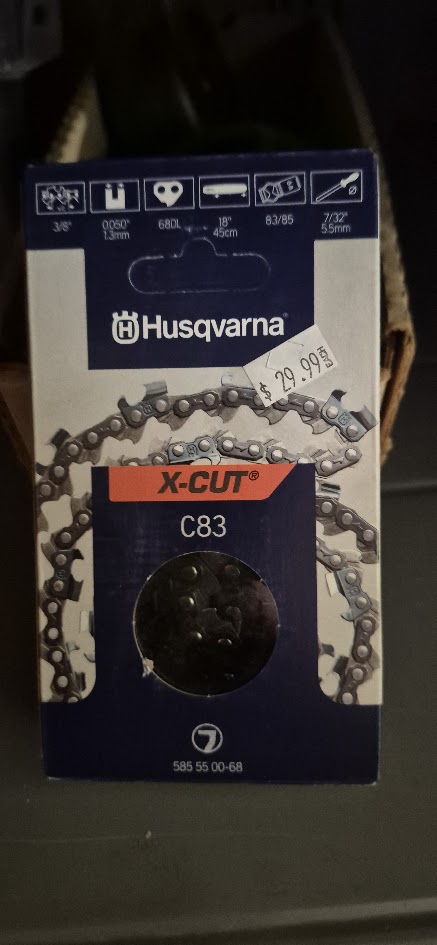 3/8" 0.050" 68DL 18" 83/85 7/32"
1.3mm 45cm 5.5mm
Husqvarna
$ 29.99 EACH
X-CUT®
C83
585 55 00-68